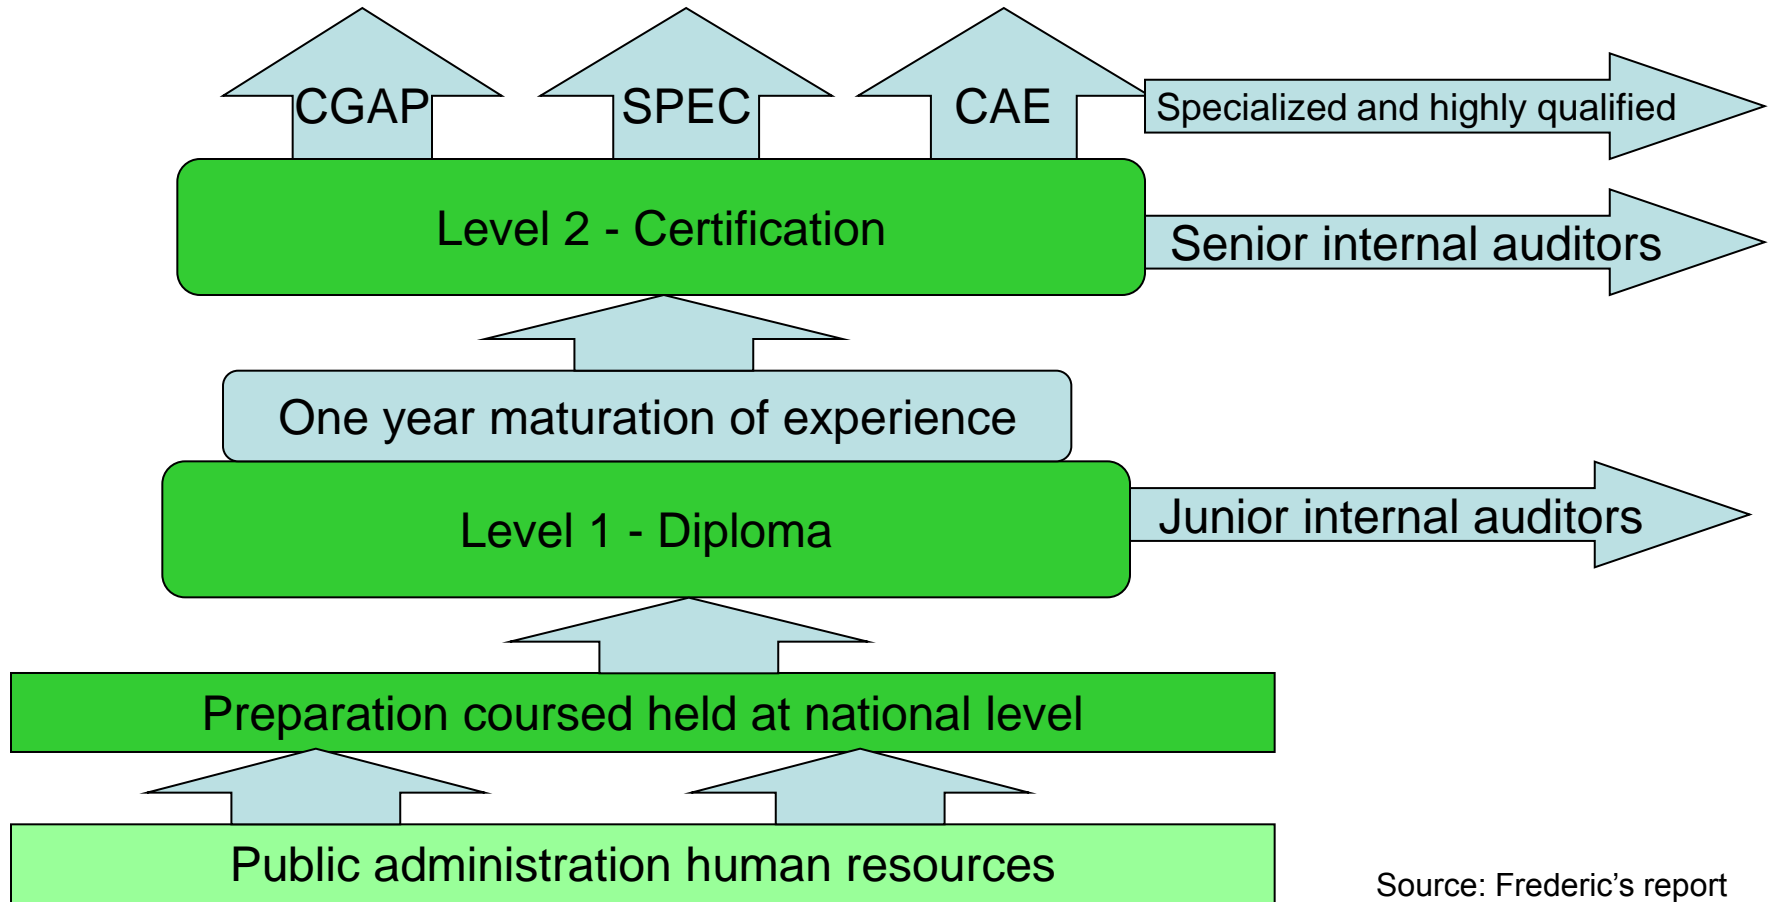 CGAP
SPEC
CAE
Specialized and highly qualified
Level 2 - Certification
Senior internal auditors
One year maturation of experience
Level 1 - Diploma
Junior internal auditors
Preparation coursed held at national level
Public administration human resources
Source: Frederic’s report